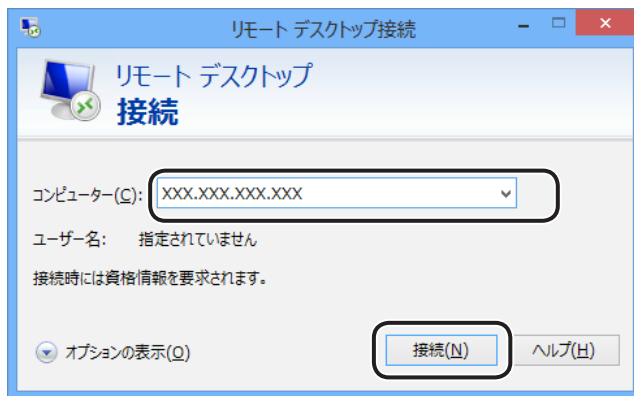 リモート デスクトップ接続
リモート デスクトップ
接続
コンピューター(C): XXX.XXX.XXX.XXX
ユーザー名: 指定されていません
接続時には資格情報を要求されます。
オプションの表示(O) 接続(N) ヘルプ(H)